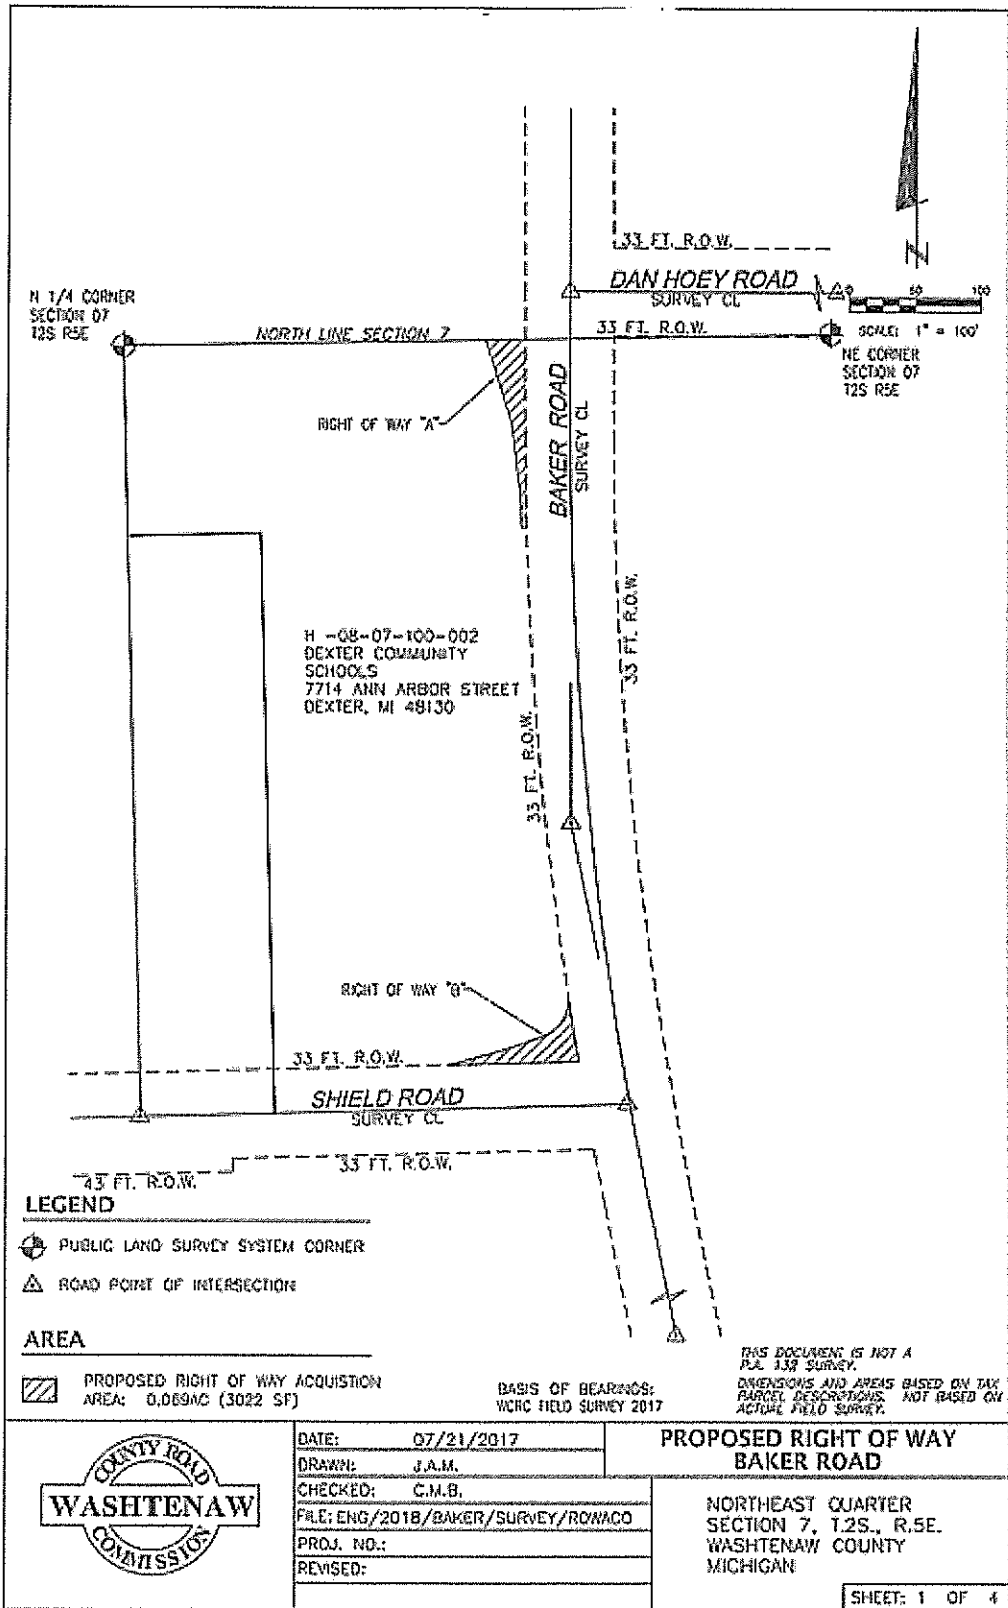 33 FT. R.O.W.
DAN HOEY ROAD
SURVEY CL
N
0 50 100
SCALE: 1" = 100'
N 1/4 CORNER
SECTION 07
T2S R5E
NORTH LINE SECTION 7
33 FT. R.O.W.
NE CORNER
SECTION 07
T2S R5E
RIGHT OF WAY "A"
BAKER ROAD
SURVEY CL
33 FT. R.O.W.
H -08-07-100-002
DEXTER COMMUNITY
SCHOOLS
7714 ANN ARBOR STREET
DEXTER, MI 48130
33 FT. R.O.W.
RIGHT OF WAY "B"
33 FT. R.O.W.
SHIELD ROAD
SURVEY CL
33 FT. R.O.W.
43 FT. R.O.W.
LEGEND
PUBLIC LAND SURVEY SYSTEM CORNER
ROAD POINT OF INTERSECTION
AREA
PROPOSED RIGHT OF WAY ACQUISTION
AREA: 0.069AC (3022 SF)
BASIS OF BEARINGS:
WCRC FIELD SURVEY 2017
THIS DOCUMENT IS NOT A
P.A. 132 SURVEY.
DIMENSIONS AND AREAS BASED ON TAX
PARCEL DESCRIPTIONS. NOT BASED ON
ACTUAL FIELD SURVEY.
COUNTY ROAD
WASHTENAW
COMMISSION
DATE: 07/21/2017
DRAWN: J.A.M.
CHECKED: C.M.B.
FILE: ENG/2018/BAKER/SURVEY/ROWACQ
PROJ. NO.:
REVISED:
PROPOSED RIGHT OF WAY
BAKER ROAD
NORTHEAST QUARTER
SECTION 7, T.2S., R.5E.
WASHTENAW COUNTY
MICHIGAN
SHEET: 1 OF 4